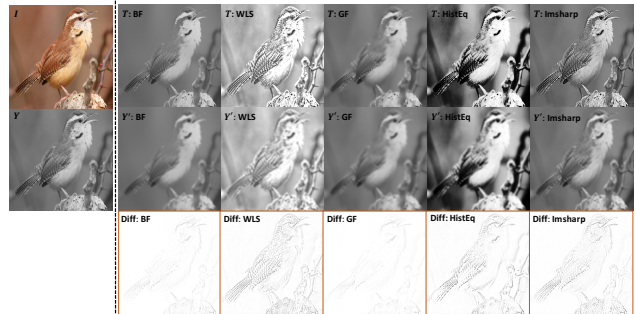 I
T: BF
T: WLS
T: GF
T: HistEq
T: Imsharp
Y
Y′: BF
Y′: WLS
Y′: GF
Y′: HistEq
Y′: Imsharp
Diff: BF
Diff: WLS
Diff: GF
Diff: HistEq
Diff: Imsharp